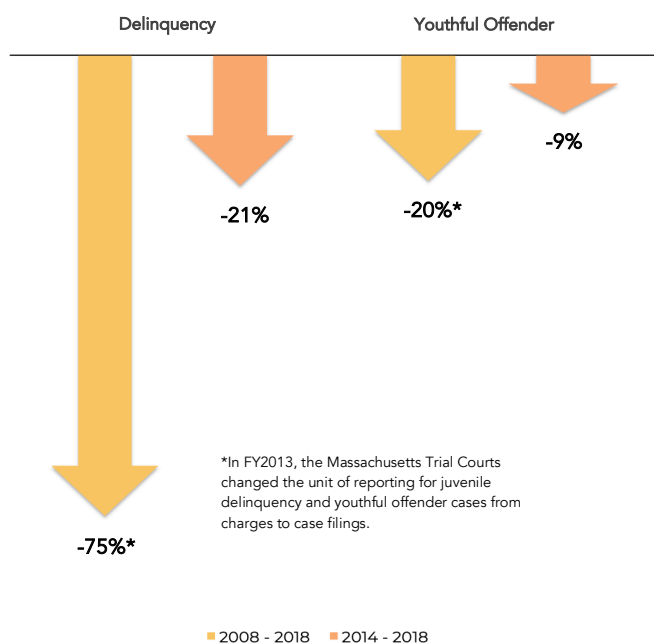 Delinquency
Youthful Offender
-9%
-21%
-20%*
*In FY2013, the Massachusetts Trial Courts
changed the unit of reporting for juvenile
delinquency and youthful offender cases from
charges to case filings.
-75%*
2008 - 2018
2014 - 2018